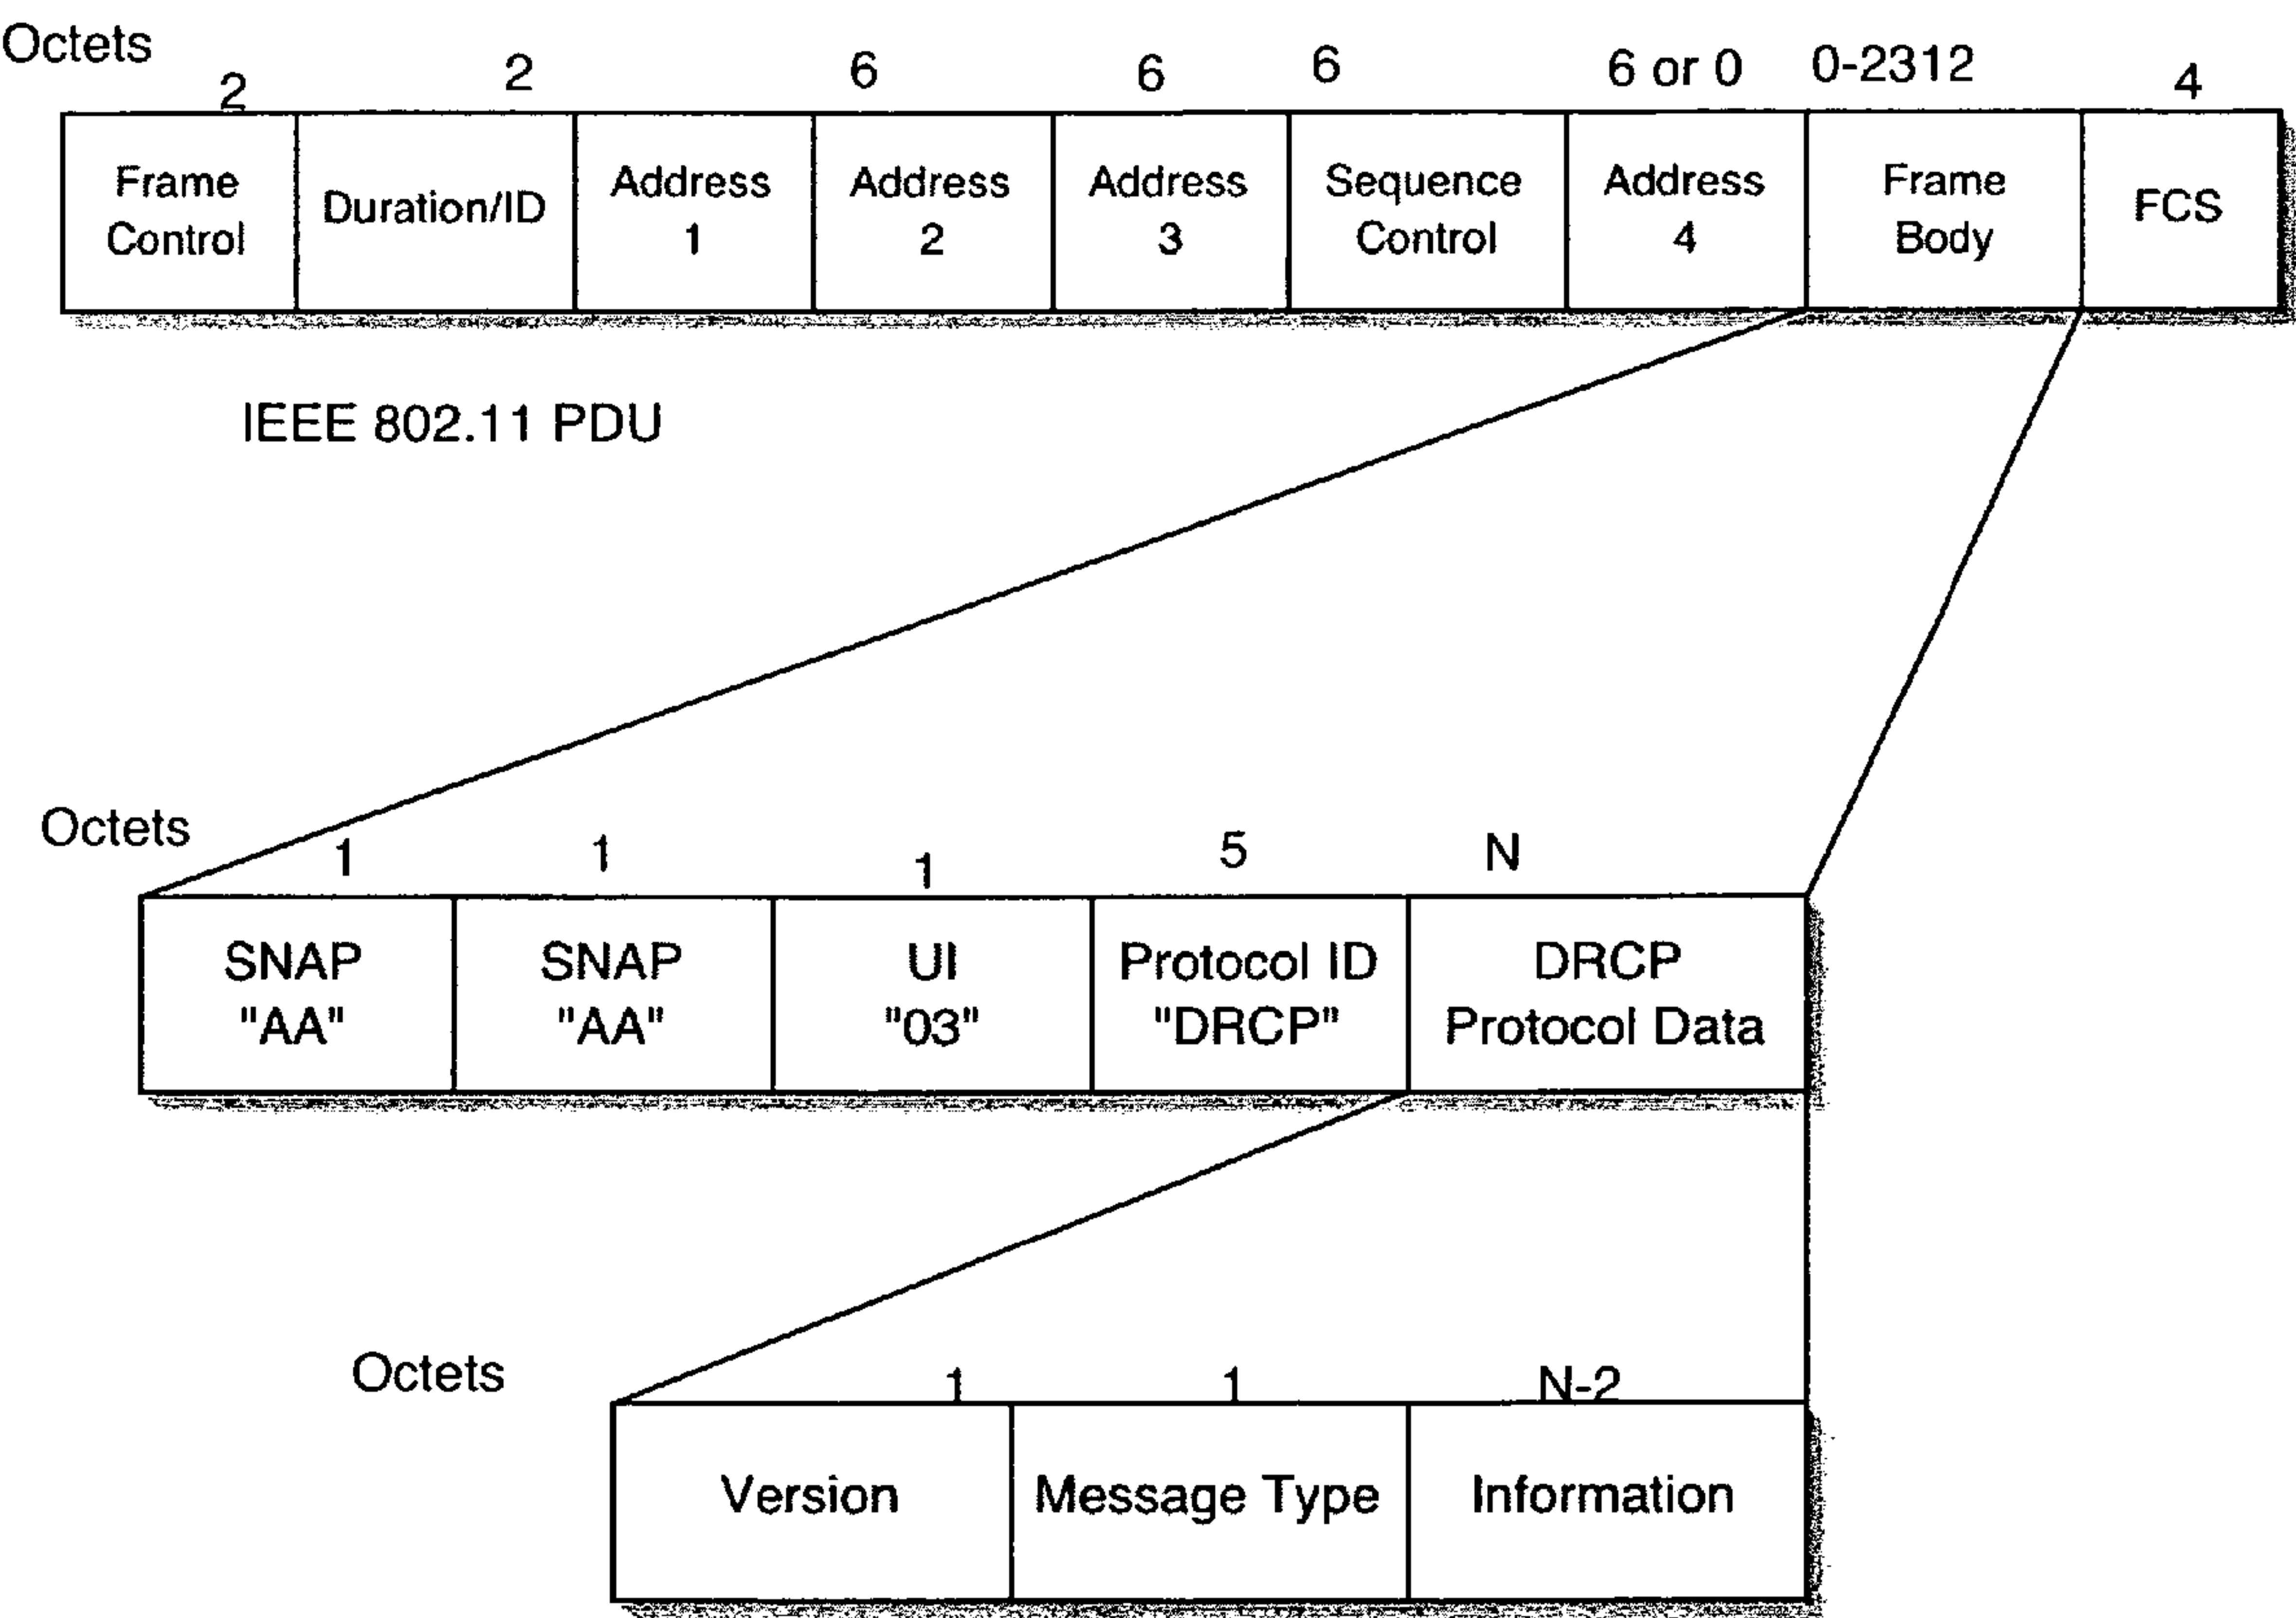 Octets
2 2 6 6 6 6 or 0 0-2312 4
Frame Control
Duration/ID
Address 1
Address 2
Address 3
Sequence Control
Address 4
Frame Body
FCS
IEEE 802.11 PDU
Octets
1 1 1 5 N
SNAP "AA"
SNAP "AA"
UI "03"
Protocol ID "DRCP"
DRCP Protocol Data
Octets
1 1 N-2
Version
Message Type
Information